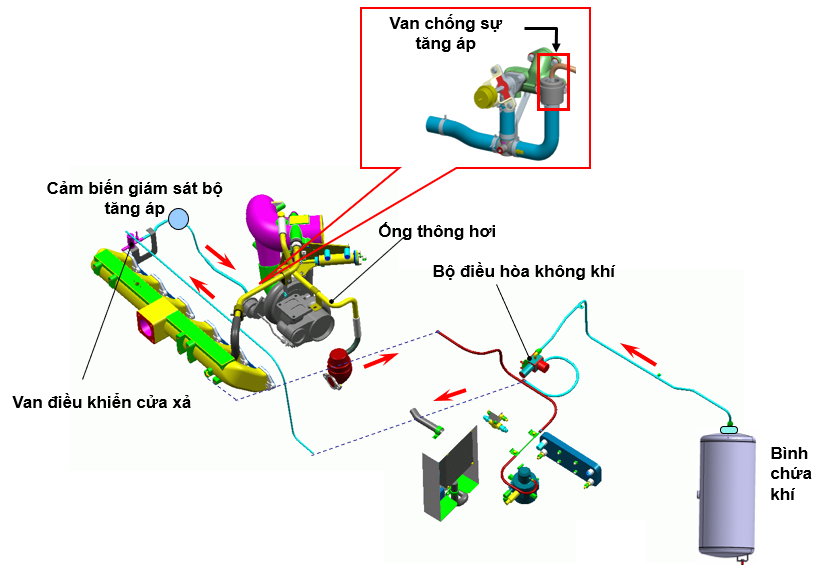 Van chống sự
tăng áp
Cảm biến giám sát bộ
tăng áp
Ống thông hơi
Bộ điều hòa không khí
Van điều khiển cửa xả
Bình
chứa
khí